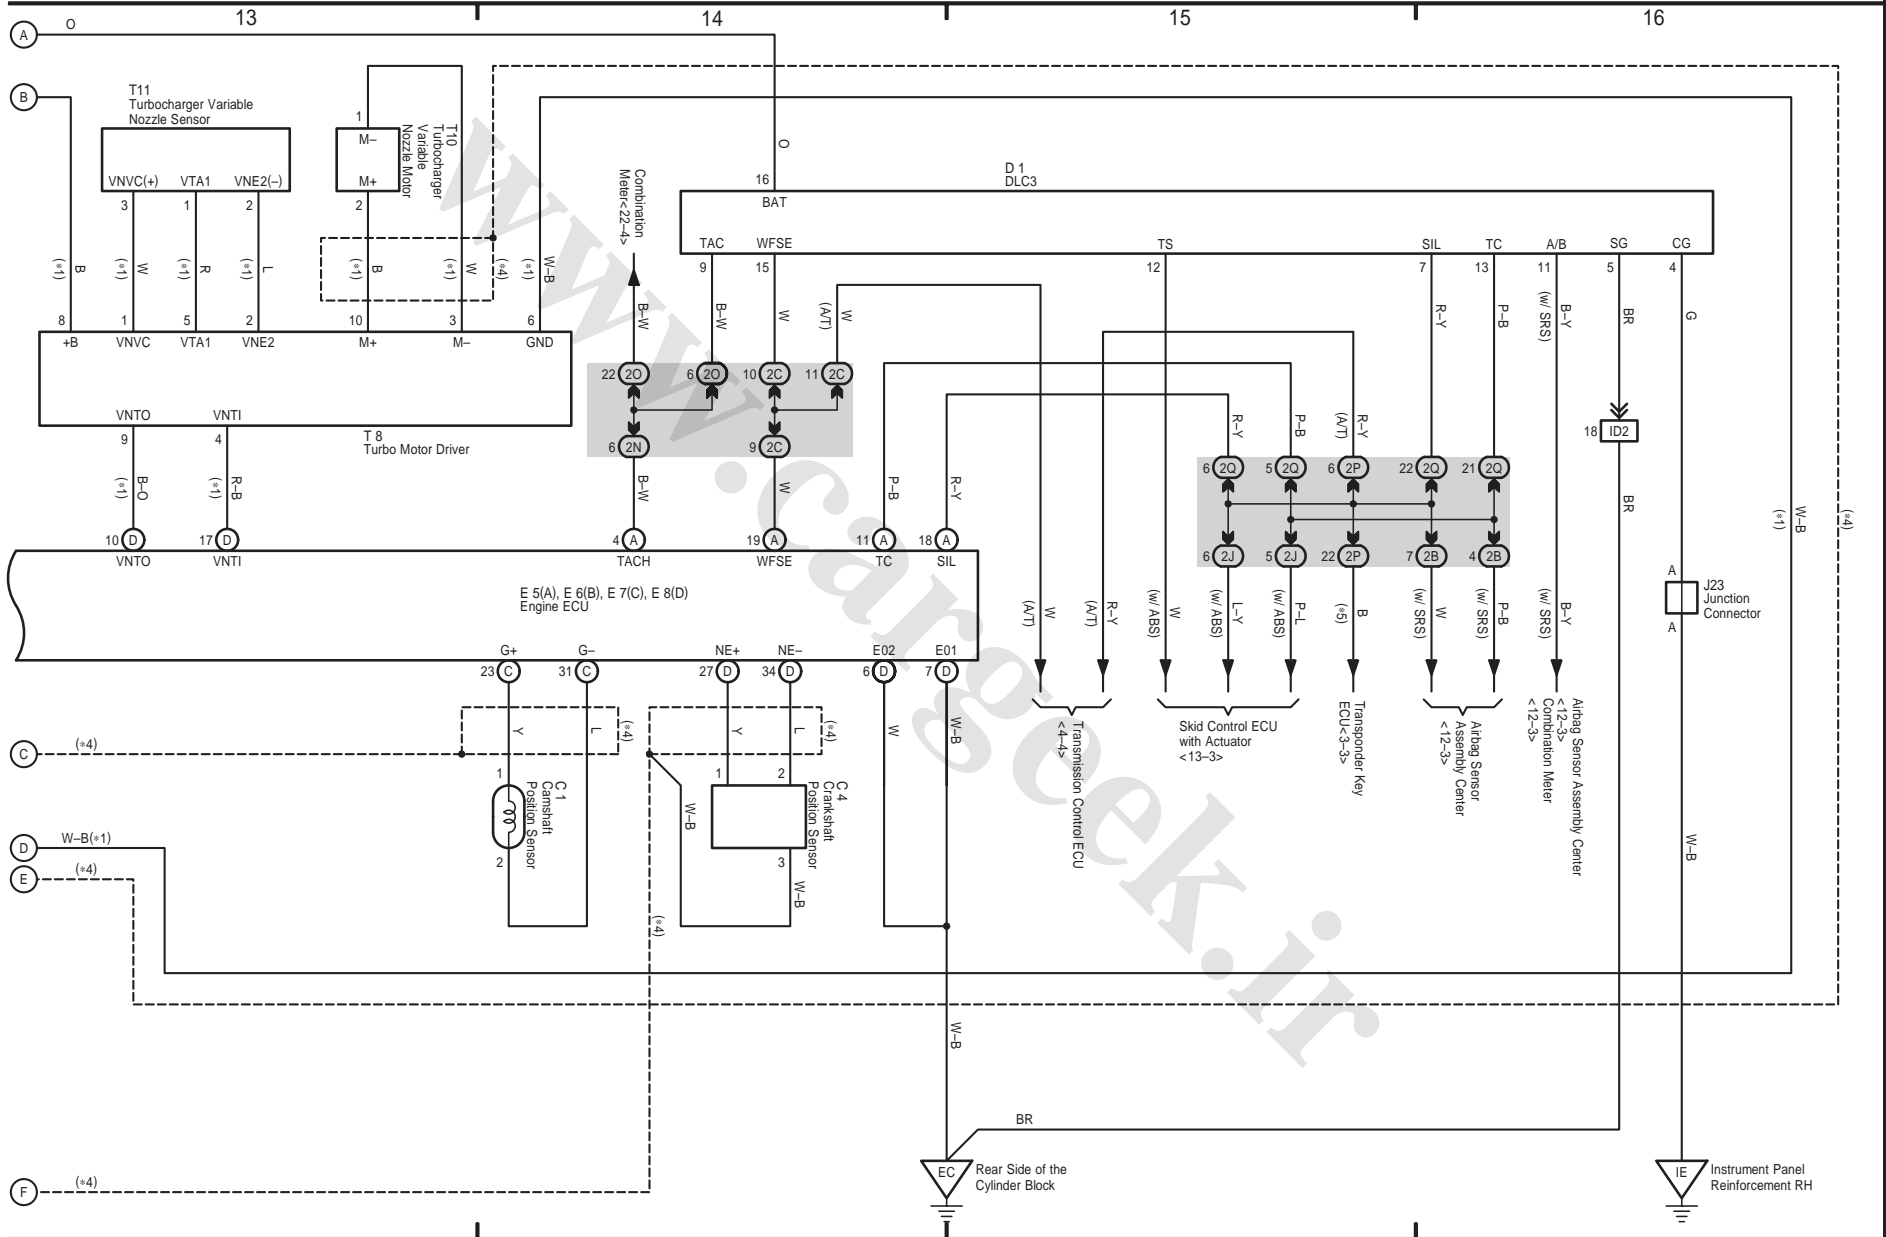 13 14 15 16
A O
B
T11
Turbocharger Variable
Nozzle Sensor
VNVC(+) VTA1 VNE2(–)
3 1 2
1
M–
M+
2
T10
Turbocharger
Variable
Nozzle Motor
Combination
Meter<22–4>
O
D 1
DLC3
16
BAT
TAC WFSE TS SIL TC A/B SG CG
9 15 12 7 13 11 5 4
(*1) B (*1) W (*1) R (*1) L (*1) B (*1) W (*4) (*1) W–B
B–W B–W W (A/T) W
R–Y P–B (w/ SRS) B–Y BR G
8 1 5 2 10 3 6
+B VNVC VTA1 VNE2 M+ M– GND
22 2O 6 2O 10 2C 11 2C
6 2N 9 2C
VNTO VNTI
9 4
T 8
Turbo Motor Driver
R–Y P–B (A/T) R–Y
18 ID2
6 2Q 5 2Q 6 2P 22 2Q 21 2Q
6 2J 5 2J 22 2P 7 2B 4 2B
(*1) B–O (*1) R–B B–W W P–B R–Y
BR
(*1) W–B (*4)
10 D 17 D 4 A 19 A 11 A 18 A
VNTO VNTI TACH WFSE TC SIL
E 5(A), E 6(B), E 7(C), E 8(D)
Engine ECU
(A/T) W (A/T) R–Y (w/ ABS) W (w/ ABS) L–Y (w/ ABS) P–L (*5) B (w/ SRS) W (w/ SRS) P–B (w/ SRS) B–Y
A
J23
Junction
Connector
A
G+ G– NE+ NE– E02 E01
23 C 31 C 27 D 34 D 6 D 7 D
Y L (*4) Y L (*4) W W–B
C (*4)
1
C 1
Camshaft
Position Sensor
2
1 2
C 4
Crankshaft
Position Sensor
3
W–B
W–B
Transmission Control ECU
<4–4>
Skid Control ECU
with Actuator
<13–3>
Transponder Key
ECU<3–3>
Airbag Sensor
Assembly Center
<12–3>
Airbag Sensor Assembly Center
<12–3>
Combination Meter
<12–3>
W–B
D W–B(*1)
E (*4)
(*4)
W–B
BR
EC
Rear Side of the
Cylinder Block
IE
Instrument Panel
Reinforcement RH
F (*4)
www.cargeek.ir